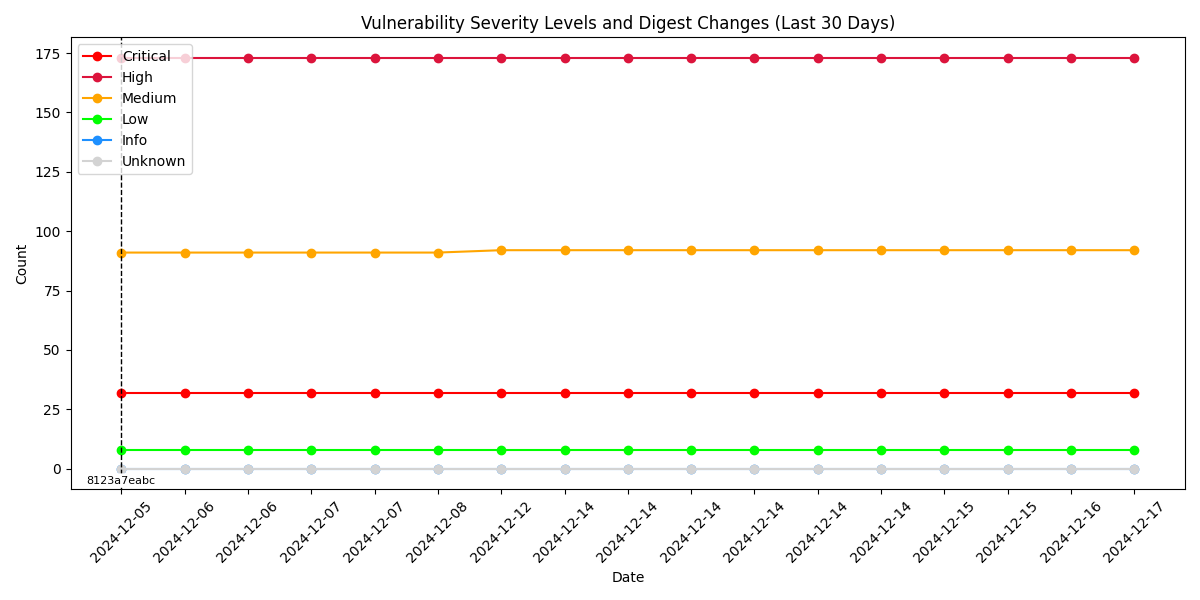 Vulnerability Severity Levels and Digest Changes (Last 30 Days)
Count
175
150
125
100
75
50
25
0
Critical
High
Medium
Low
Info
Unknown
8123a7eabc
2024-12-05
2024-12-06
2024-12-06
2024-12-07
2024-12-07
2024-12-08
2024-12-12
2024-12-14
2024-12-14
2024-12-14
2024-12-14
2024-12-14
2024-12-14
2024-12-15
2024-12-15
2024-12-16
2024-12-17
Date